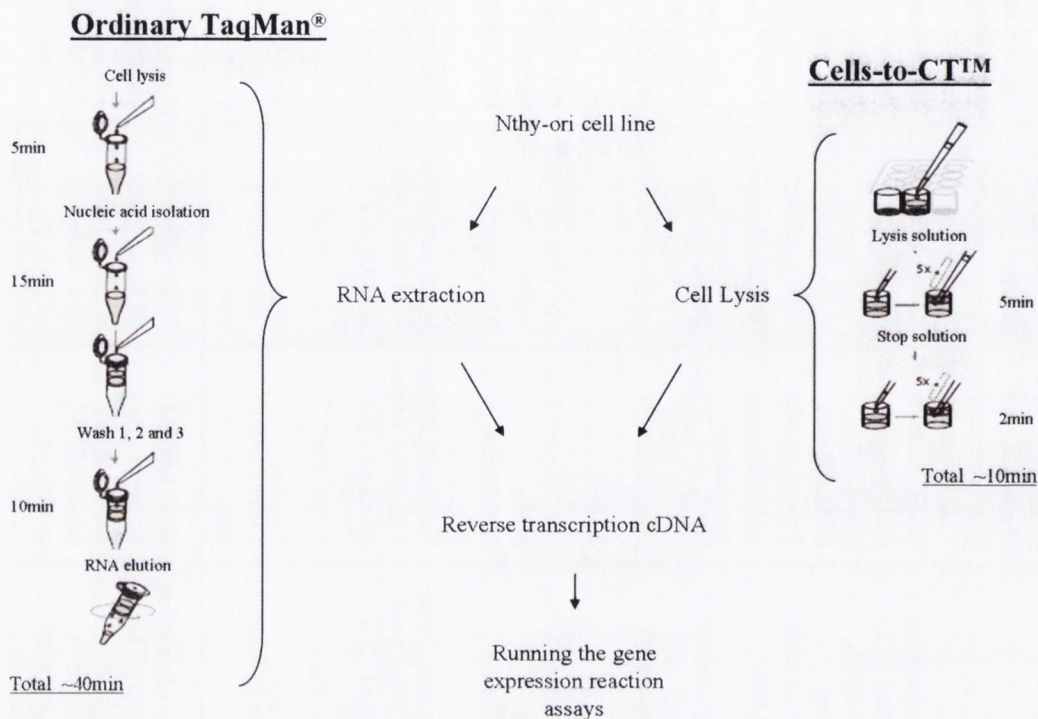 Ordinary TaqMan®
Cell lysis
5min
Nucleic acid isolation
15min
Wash 1, 2 and 3
10min
RNA elution
Total ~40min
Nthy-ori cell line
RNA extraction
Cell Lysis
Reverse transcription cDNA
Running the gene
expression reaction
assays
Cells-to-CT™
Lysis solution
5x
5min
Stop solution
5x
2min
Total ~10min